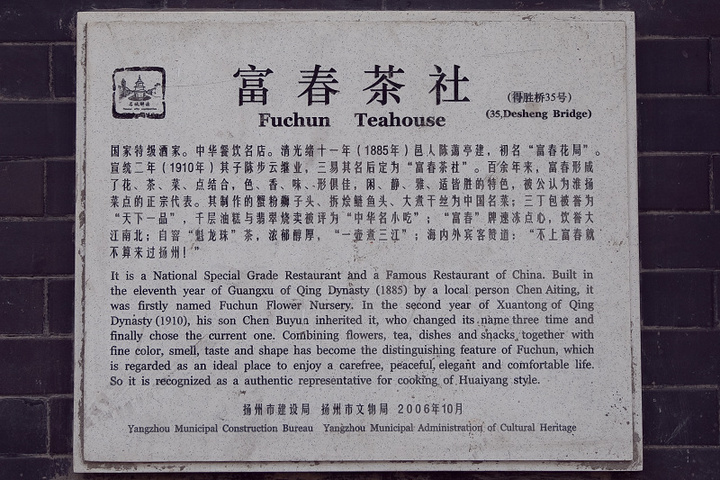 富春茶社
(得胜桥35号)
Fuchun Teahouse
(35,Desheng Bridge)
国家特级酒家。中华餐饮名店。清光绪十一年（1885年）邑人陈蔼亭建，初名“富春花局”。
宣统二年（1910年）其子陈步云继业，三易其名后定为“富春茶社”。百余年来，富春形成
了花、茶、菜、点结合，色、香、味、形俱佳，闲、静、雅、适皆胜的特色，被公认为淮扬
菜点的正宗代表。其制作的蟹粉狮子头、拆烩鲢鱼头、大煮干丝为中国名菜；三丁包被誉为
“天下一品”，千层油糕与翡翠烧卖被评为“中华名小吃”；“富春”牌速冻点心，饮誉大
江南北；自窨“魁龙珠”茶，浓郁醇厚，“一壶煮三江”；海内外宾客赞道：“不上富春就
不算来过扬州！”
It is a National Special Grade Restaurant and a Famous Restaurant of China. Built in
the eleventh year of Guangxu of Qing Dynasty (1885) by a local person Chen Aiting, it
was firstly named Fuchun Flower Nursery. In the second year of Xuantong of Qing
Dynasty (1910), his son Chen Buyun inherited it, who changed its name three time and
finally chose the current one. Combining flowers, tea, dishes and snacks together with
fine color, smell, taste and shape has become the distinguishing feature of Fuchun, which
is regarded as an ideal place to enjoy a carefree, peaceful, elegant and comfortable life.
So it is recognized as a authentic representative for cooking of Huaiyang style.
扬州市建设局 扬州市文物局 2006年10月
Yangzhou Municipal Construction Bureau Yangzhou Municipal Administration of Cultural Heritage